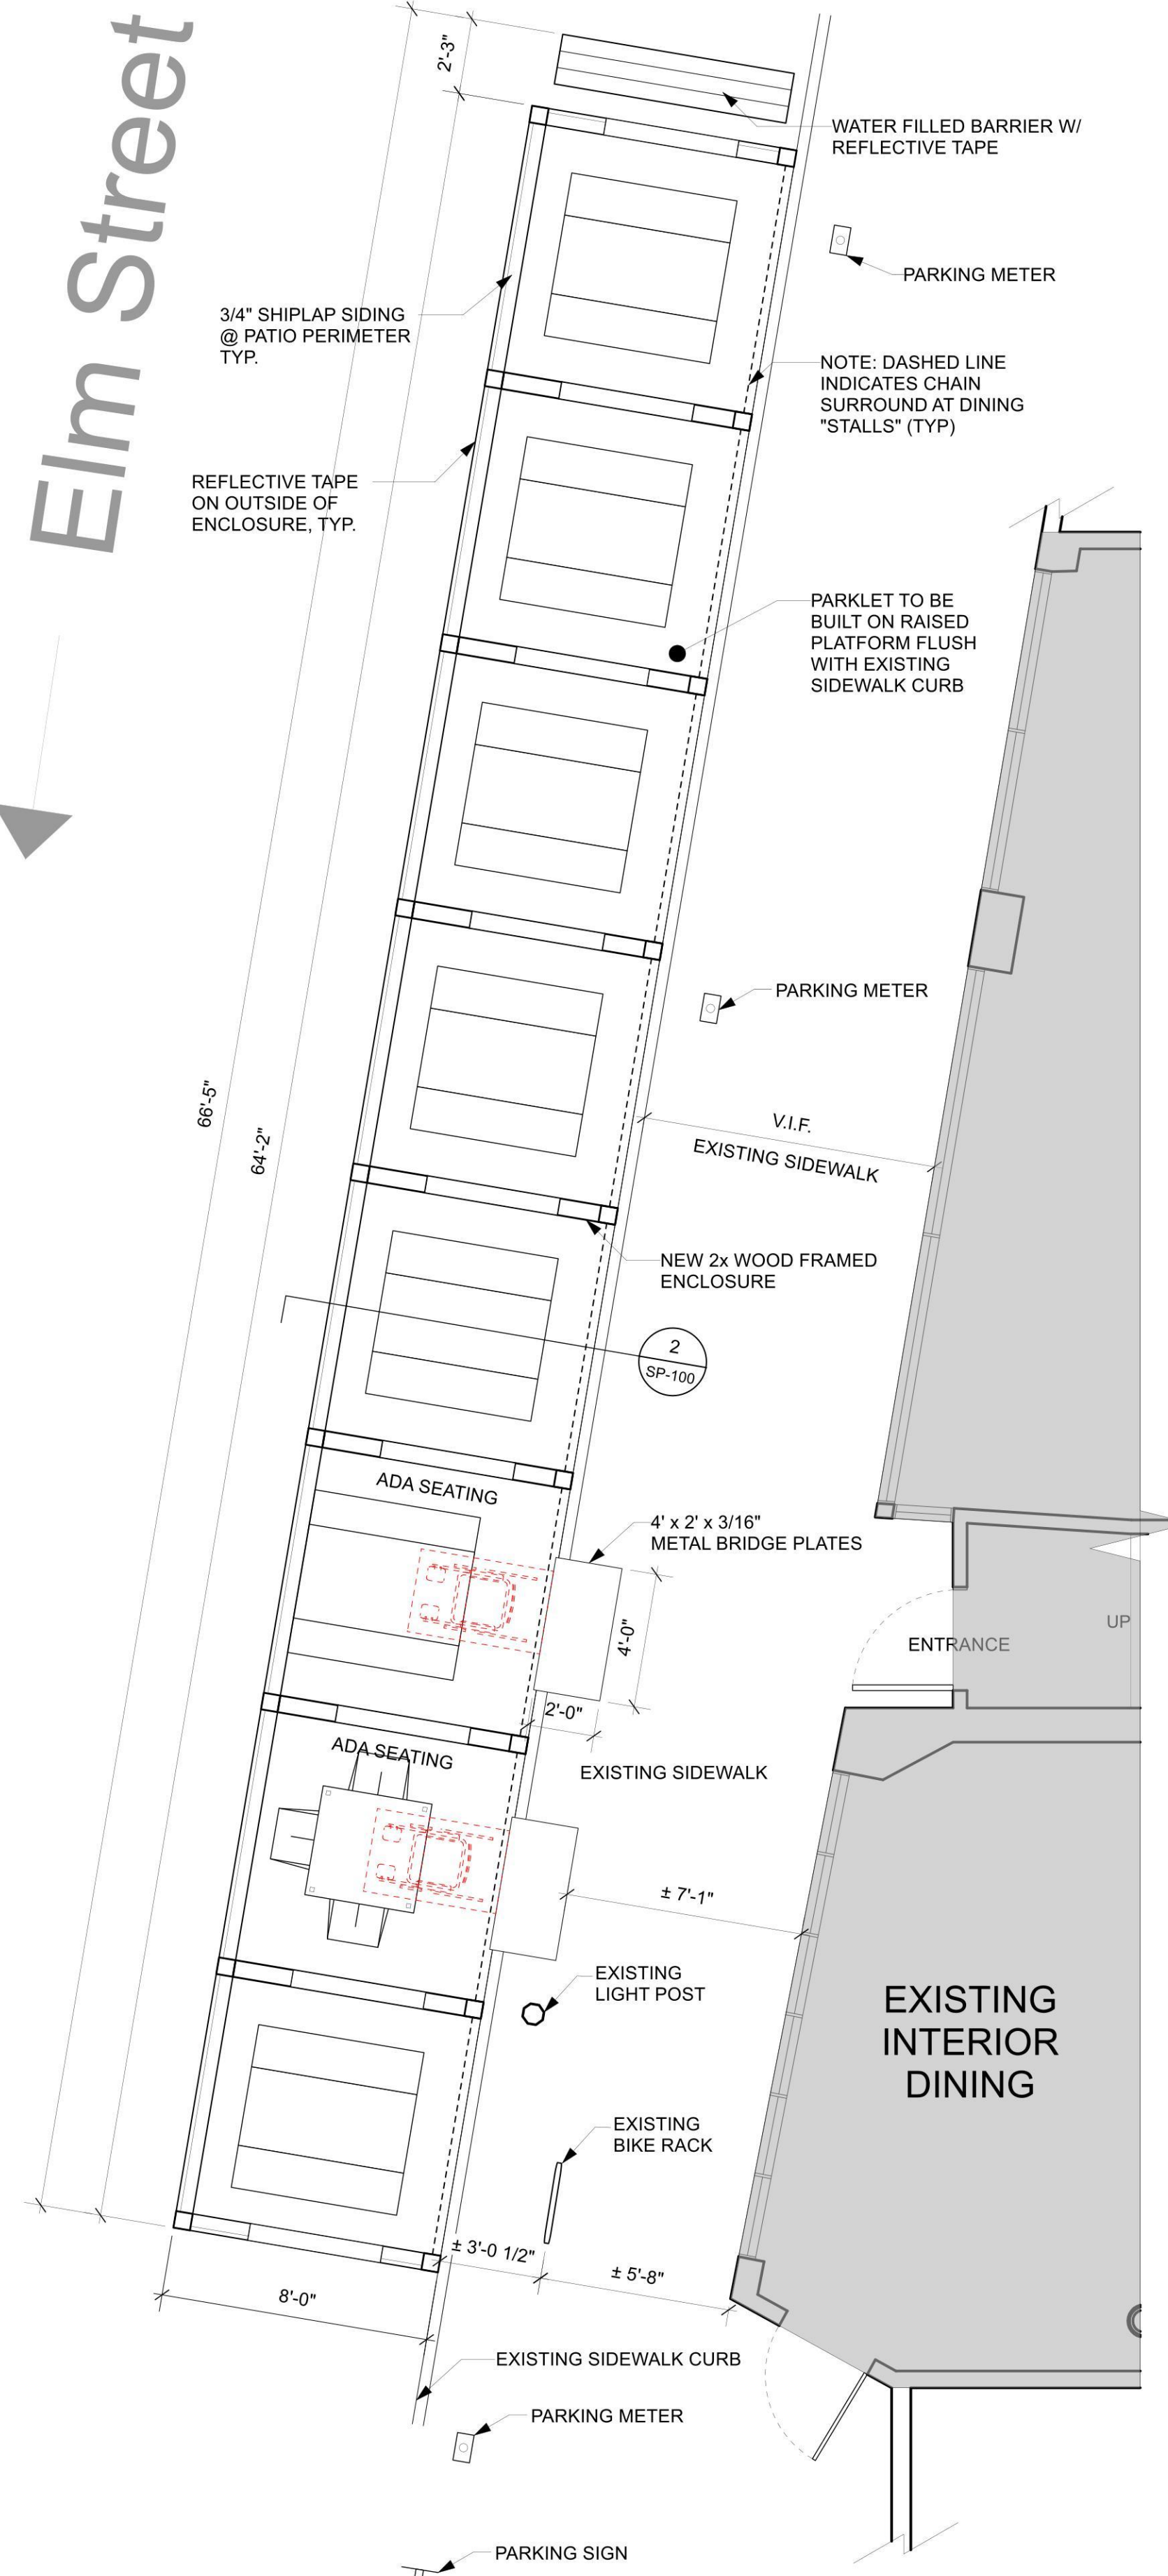 Elm Street
2'-3"
WATER FILLED BARRIER W/
REFLECTIVE TAPE
PARKING METER
3/4" SHIPLAP SIDING
@ PATIO PERIMETER
TYP.
NOTE: DASHED LINE
INDICATES CHAIN
SURROUND AT DINING
"STALLS" (TYP)
REFLECTIVE TAPE
ON OUTSIDE OF
ENCLOSURE, TYP.
PARKLET TO BE
BUILT ON RAISED
PLATFORM FLUSH
WITH EXISTING
SIDEWALK CURB
PARKING METER
66'-5"
64'-2"
V.I.F.
EXISTING SIDEWALK
NEW 2x WOOD FRAMED
ENCLOSURE
2
SP-100
ADA SEATING
4' x 2' x 3/16"
METAL BRIDGE PLATES
4'-0"
UP
ENTRANCE
2'-0"
ADA SEATING
EXISTING SIDEWALK
± 7'-1"
EXISTING
LIGHT POST
EXISTING
INTERIOR
DINING
EXISTING
BIKE RACK
± 3'-0 1/2"
± 5'-8"
8'-0"
EXISTING SIDEWALK CURB
PARKING METER
PARKING SIGN